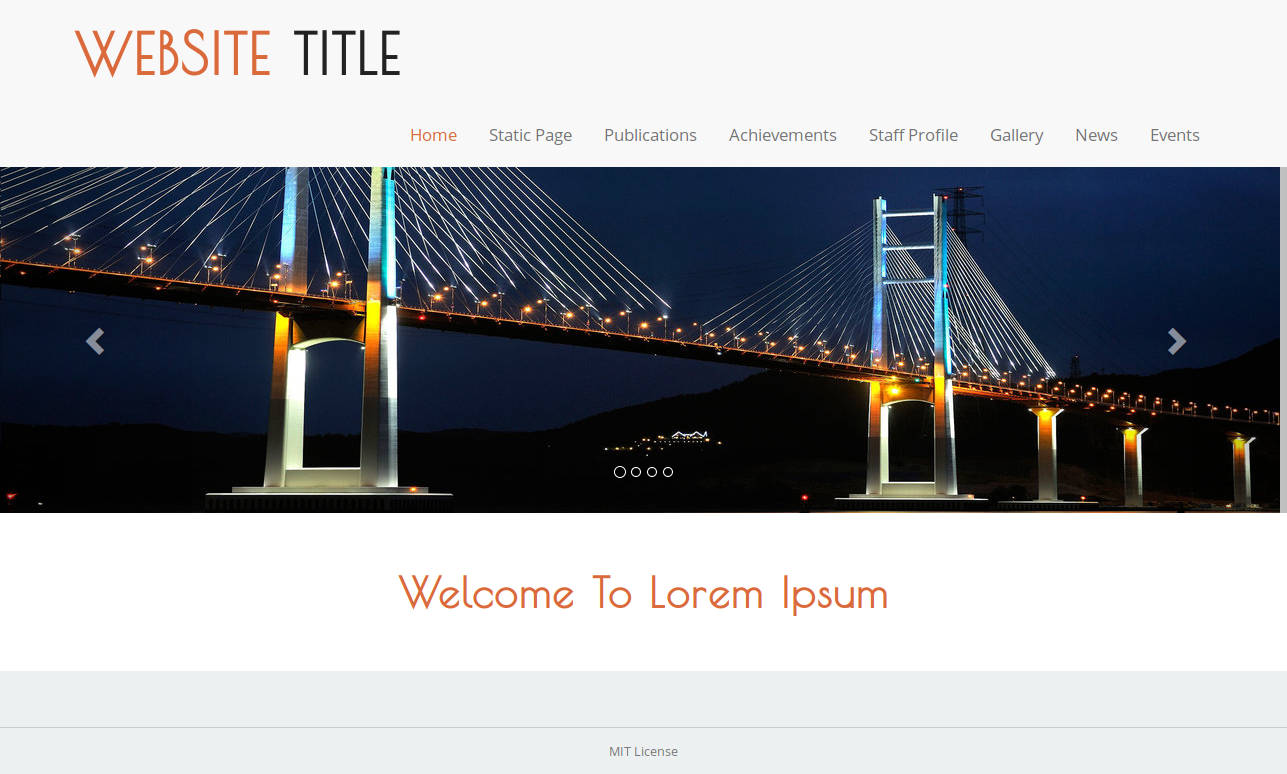 WEBSITE TITLE
Home Static Page Publications Achievements Staff Profile Gallery News Events
Welcome To Lorem Ipsum
MIT License